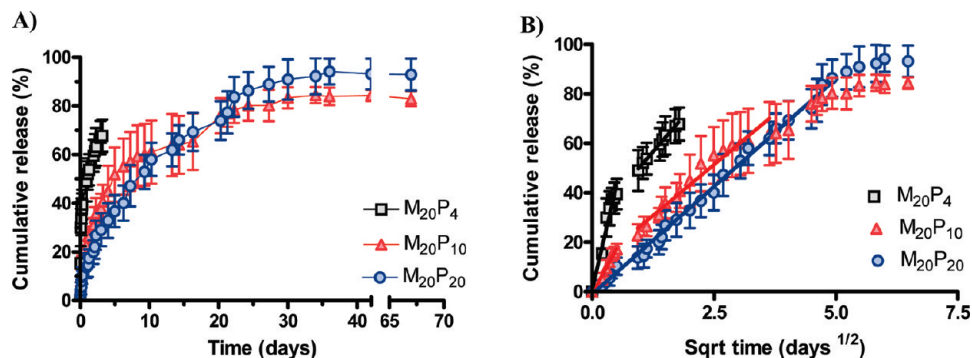 A)
Cumulative release (%)
100
80
60
40
20
0
0 10 20 30 40 65 70
Time (days)
M20P4
M20P10
M20P20
B)
Cumulative release (%)
100
80
60
40
20
0
0.0 2.5 5.0 7.5
Sqrt time (days 1/2)
M20P4
M20P10
M20P20